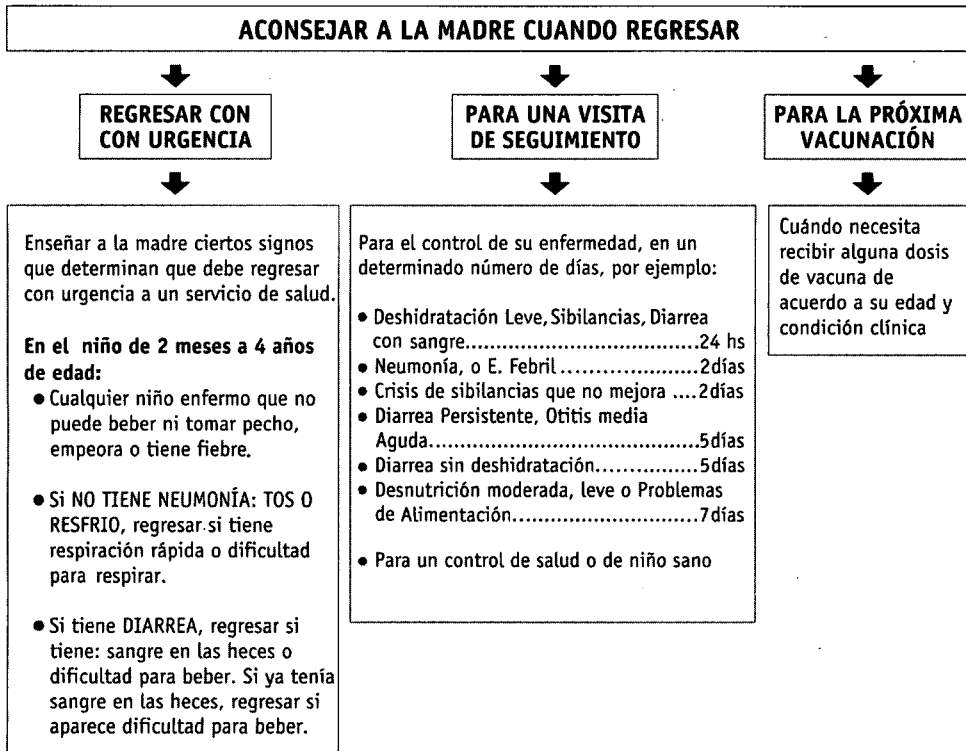 ACONSEJAR A LA MADRE CUANDO REGRESAR
REGRESAR CON
CON URGENCIA
Enseñar a la madre ciertos signos
que determinan que debe regresar
con urgencia a un servicio de salud.
En el niño de 2 meses a 4 años
de edad:
● Cualquier niño enfermo que no
puede beber ni tomar pecho,
empeora o tiene fiebre.
● Si NO TIENE NEUMONÍA: TOS O
RESFRIO, regresar si tiene
respiración rápida o dificultad
para respirar.
● Si tiene DIARREA, regresar si
tiene: sangre en las heces o
dificultad para beber. Si ya tenía
sangre en las heces, regresar si
aparece dificultad para beber.
PARA UNA VISITA
DE SEGUIMIENTO
Para el control de su enfermedad, en un
determinado número de días, por ejemplo:
● Deshidratación Leve, Sibilancias, Diarrea
con sangre......................................24 hs
● Neumonía, o E. Febril ....................2días
● Crisis de sibilancias que no mejora ....2días
● Diarrea Persistente, Otitis media
Aguda...........................................5días
● Diarrea sin deshidratación................5días
● Desnutrición moderada, leve o Problemas
de Alimentación..............................7días
● Para un control de salud o de niño sano
PARA LA PRÓXIMA
VACUNACIÓN
Cuándo necesita
recibir alguna dosis
de vacuna de
acuerdo a su edad y
condición clínica